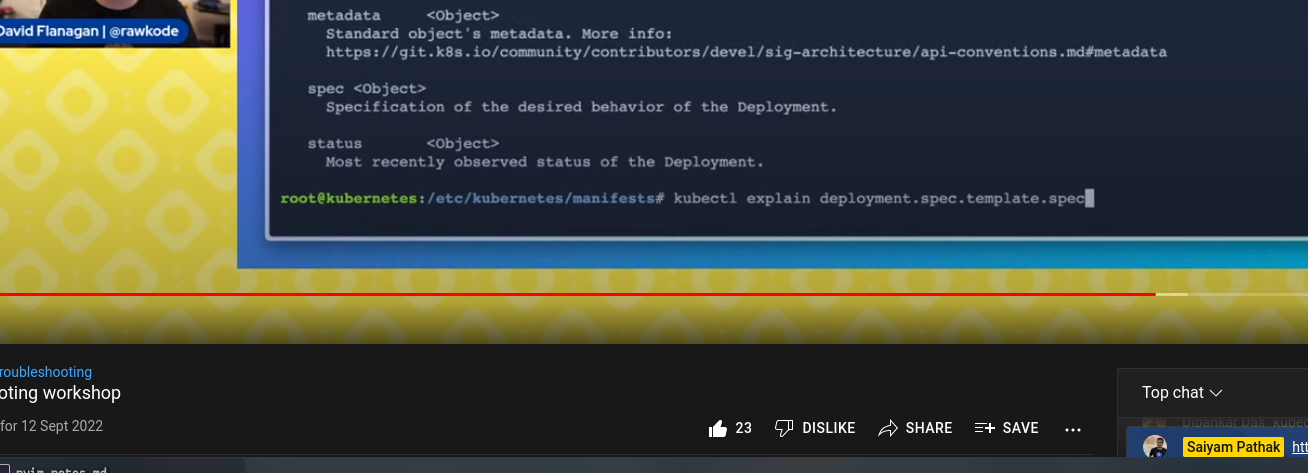 David Flanagan | @rawkode
metadata <Object>
Standard object's metadata. More info:
https://git.k8s.io/community/contributors/devel/sig-architecture/api-conventions.md#metadata
spec <Object>
Specification of the desired behavior of the Deployment.
status <Object>
Most recently observed status of the Deployment.
root@kubernetes:/etc/kubernetes/manifests# kubectl explain deployment.spec.template.spec
roubleshooting
oting workshop
for 12 Sept 2022
23 DISLIKE SHARE SAVE ...
Top chat
Dibankar Das kubec
Saiyam Pathak htt
nvim notes.md